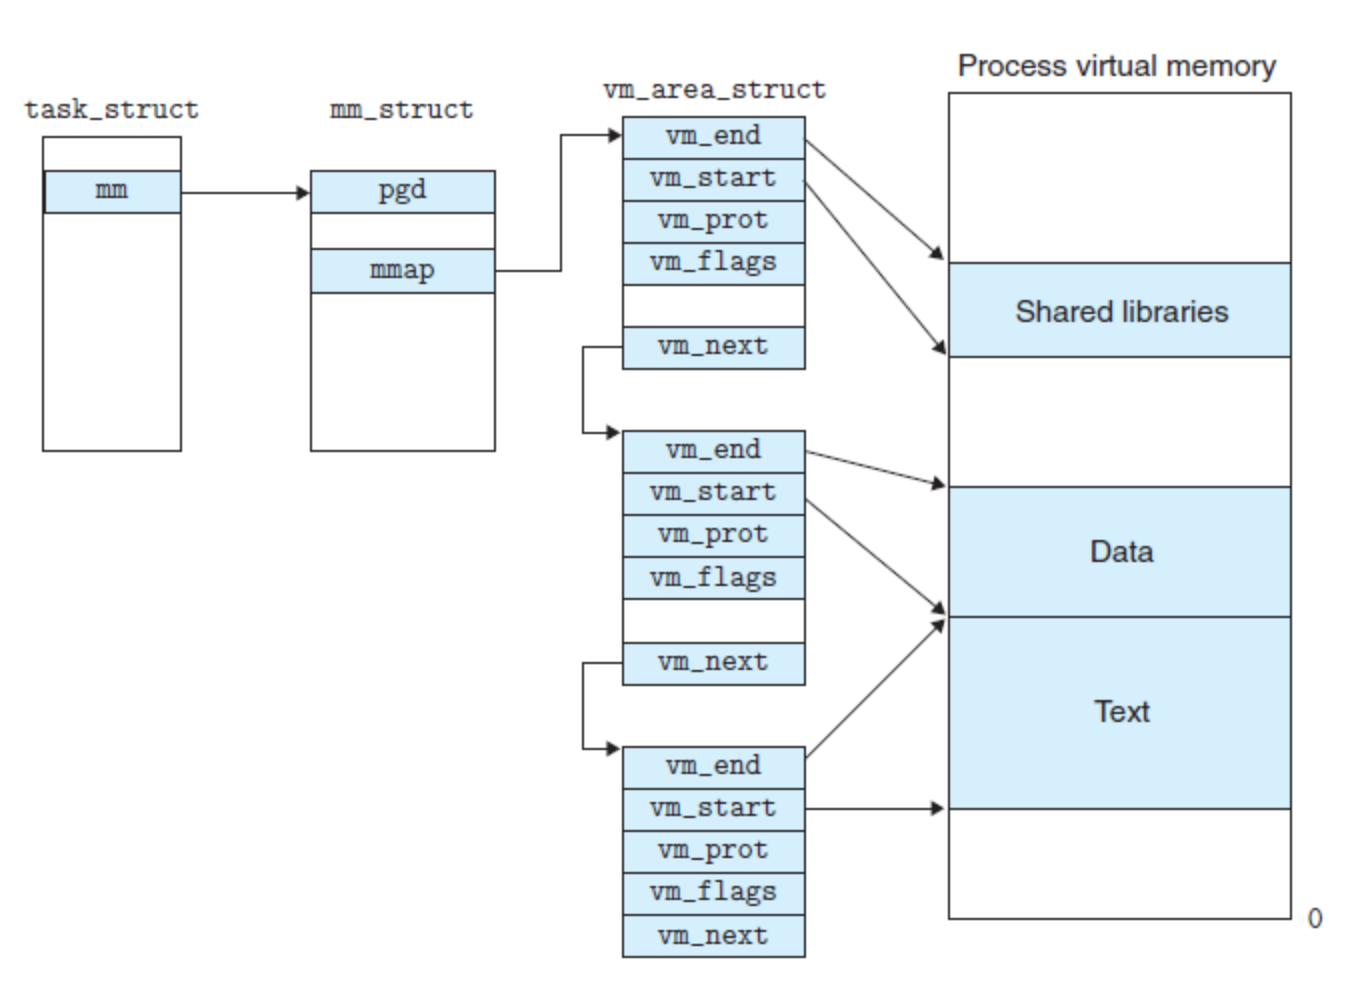 task_struct
mm
mm_struct
pgd
mmap
vm_area_struct
vm_end
vm_start
vm_prot
vm_flags
vm_next
vm_end
vm_start
vm_prot
vm_flags
vm_next
vm_end
vm_start
vm_prot
vm_flags
vm_next
Process virtual memory
Shared libraries
Data
Text
0